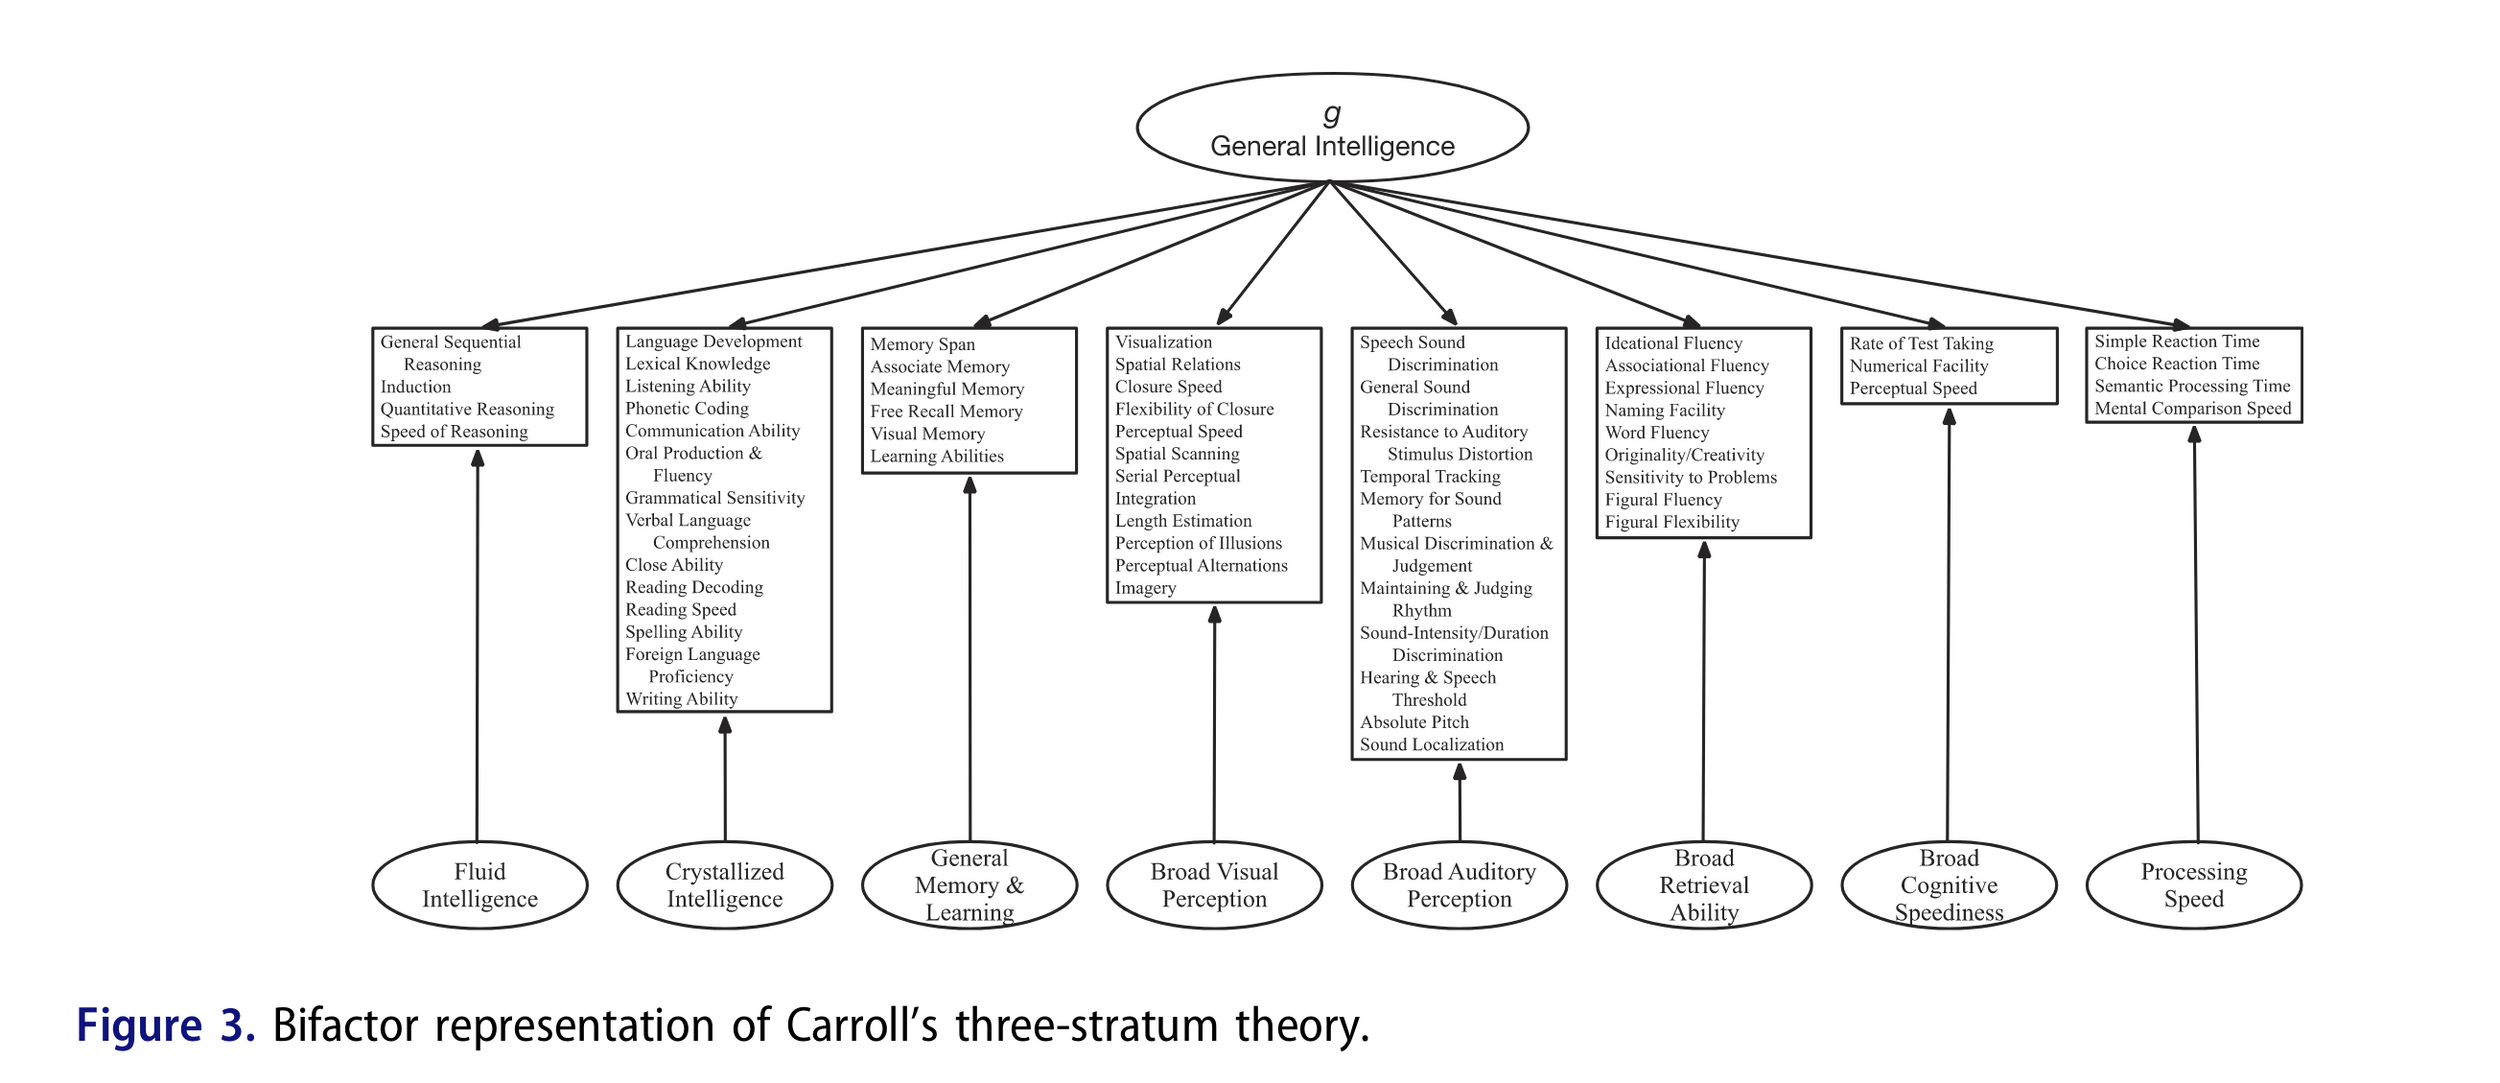 g
General Intelligence
General Sequential
Reasoning
Induction
Quantitative Reasoning
Speed of Reasoning
Language Development
Lexical Knowledge
Listening Ability
Phonetic Coding
Communication Ability
Oral Production &
Fluency
Grammatical Sensitivity
Verbal Language
Comprehension
Close Ability
Reading Decoding
Reading Speed
Spelling Ability
Foreign Language
Proficiency
Writing Ability
Memory Span
Associate Memory
Meaningful Memory
Free Recall Memory
Visual Memory
Learning Abilities
Visualization
Spatial Relations
Closure Speed
Flexibility of Closure
Perceptual Speed
Spatial Scanning
Serial Perceptual
Integration
Length Estimation
Perception of Illusions
Perceptual Alternations
Imagery
Speech Sound
Discrimination
General Sound
Discrimination
Resistance to Auditory
Stimulus Distortion
Temporal Tracking
Memory for Sound
Patterns
Musical Discrimination &
Judgement
Maintaining & Judging
Rhythm
Sound-Intensity/Duration
Discrimination
Hearing & Speech
Threshold
Absolute Pitch
Sound Localization
Ideational Fluency
Associational Fluency
Expressional Fluency
Naming Facility
Word Fluency
Originality/Creativity
Sensitivity to Problems
Figural Fluency
Figural Flexibility
Rate of Test Taking
Numerical Facility
Perceptual Speed
Simple Reaction Time
Choice Reaction Time
Semantic Processing Time
Mental Comparison Speed
Fluid
Intelligence
Crystallized
Intelligence
General
Memory &
Learning
Broad Visual
Perception
Broad Auditory
Perception
Broad
Retrieval
Ability
Broad
Cognitive
Speediness
Processing
Speed
Figure 3. Bifactor representation of Carroll's three-stratum theory.